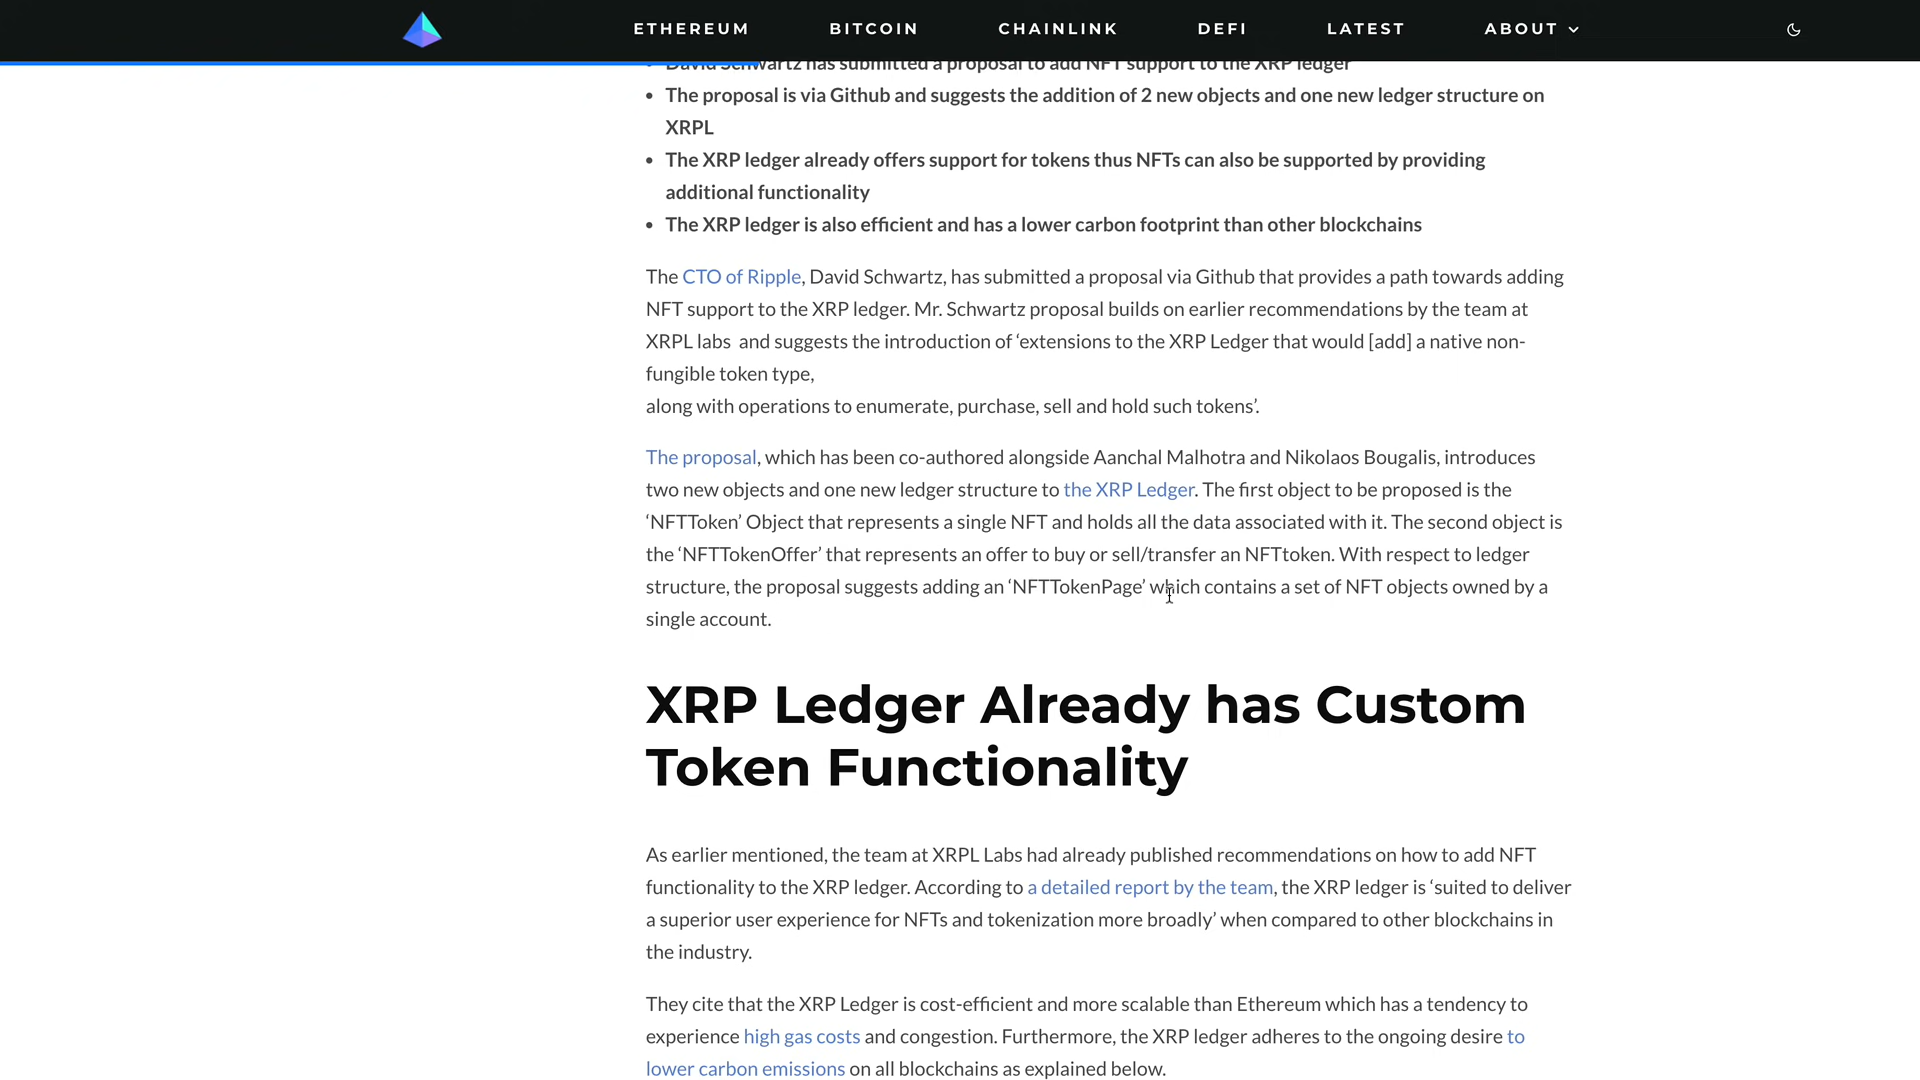 ETHEREUM BITCOIN CHAINLINK DEFI LATEST ABOUT
David Schwartz has submitted a proposal to add NFT support to the XRP ledger
The proposal is via Github and suggests the addition of 2 new objects and one new ledger structure on
XRPL
The XRP ledger already offers support for tokens thus NFTs can also be supported by providing
additional functionality
The XRP ledger is also efficient and has a lower carbon footprint than other blockchains
The CTO of Ripple, David Schwartz, has submitted a proposal via Github that provides a path towards adding
NFT support to the XRP ledger. Mr. Schwartz proposal builds on earlier recommendations by the team at
XRPL labs  and suggests the introduction of ‘extensions to the XRP Ledger that would [add] a native non-
fungible token type,
along with operations to enumerate, purchase, sell and hold such tokens’.
The proposal, which has been co-authored alongside Aanchal Malhotra and Nikolaos Bougalis, introduces
two new objects and one new ledger structure to the XRP Ledger. The first object to be proposed is the
‘NFTToken’ Object that represents a single NFT and holds all the data associated with it. The second object is
the ‘NFTTokenOffer’ that represents an offer to buy or sell/transfer an NFTtoken. With respect to ledger
structure, the proposal suggests adding an ‘NFTTokenPage’ which contains a set of NFT objects owned by a
single account.
XRP Ledger Already has Custom
Token Functionality
As earlier mentioned, the team at XRPL Labs had already published recommendations on how to add NFT
functionality to the XRP ledger. According to a detailed report by the team, the XRP ledger is ‘suited to deliver
a superior user experience for NFTs and tokenization more broadly’ when compared to other blockchains in
the industry.
They cite that the XRP Ledger is cost-efficient and more scalable than Ethereum which has a tendency to
experience high gas costs and congestion. Furthermore, the XRP ledger adheres to the ongoing desire to
lower carbon emissions on all blockchains as explained below.